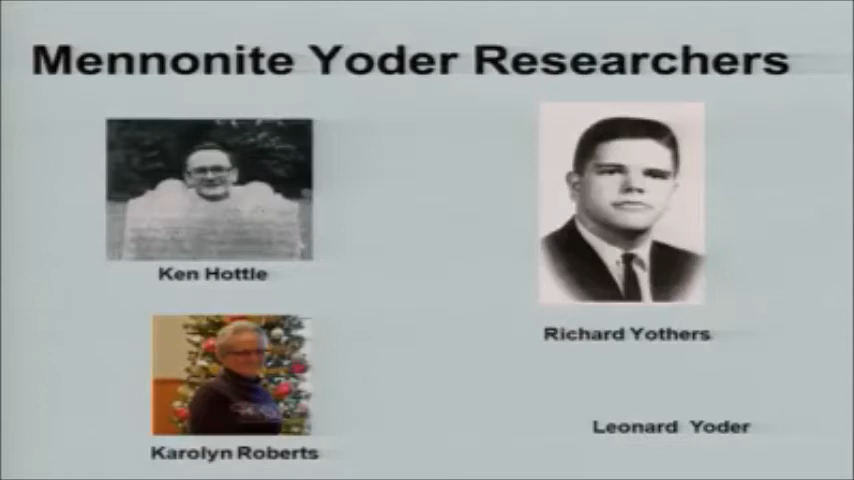 Mennonite Yoder Researchers
Ken Hottle
Richard Yothers
Karolyn Roberts
Leonard Yoder